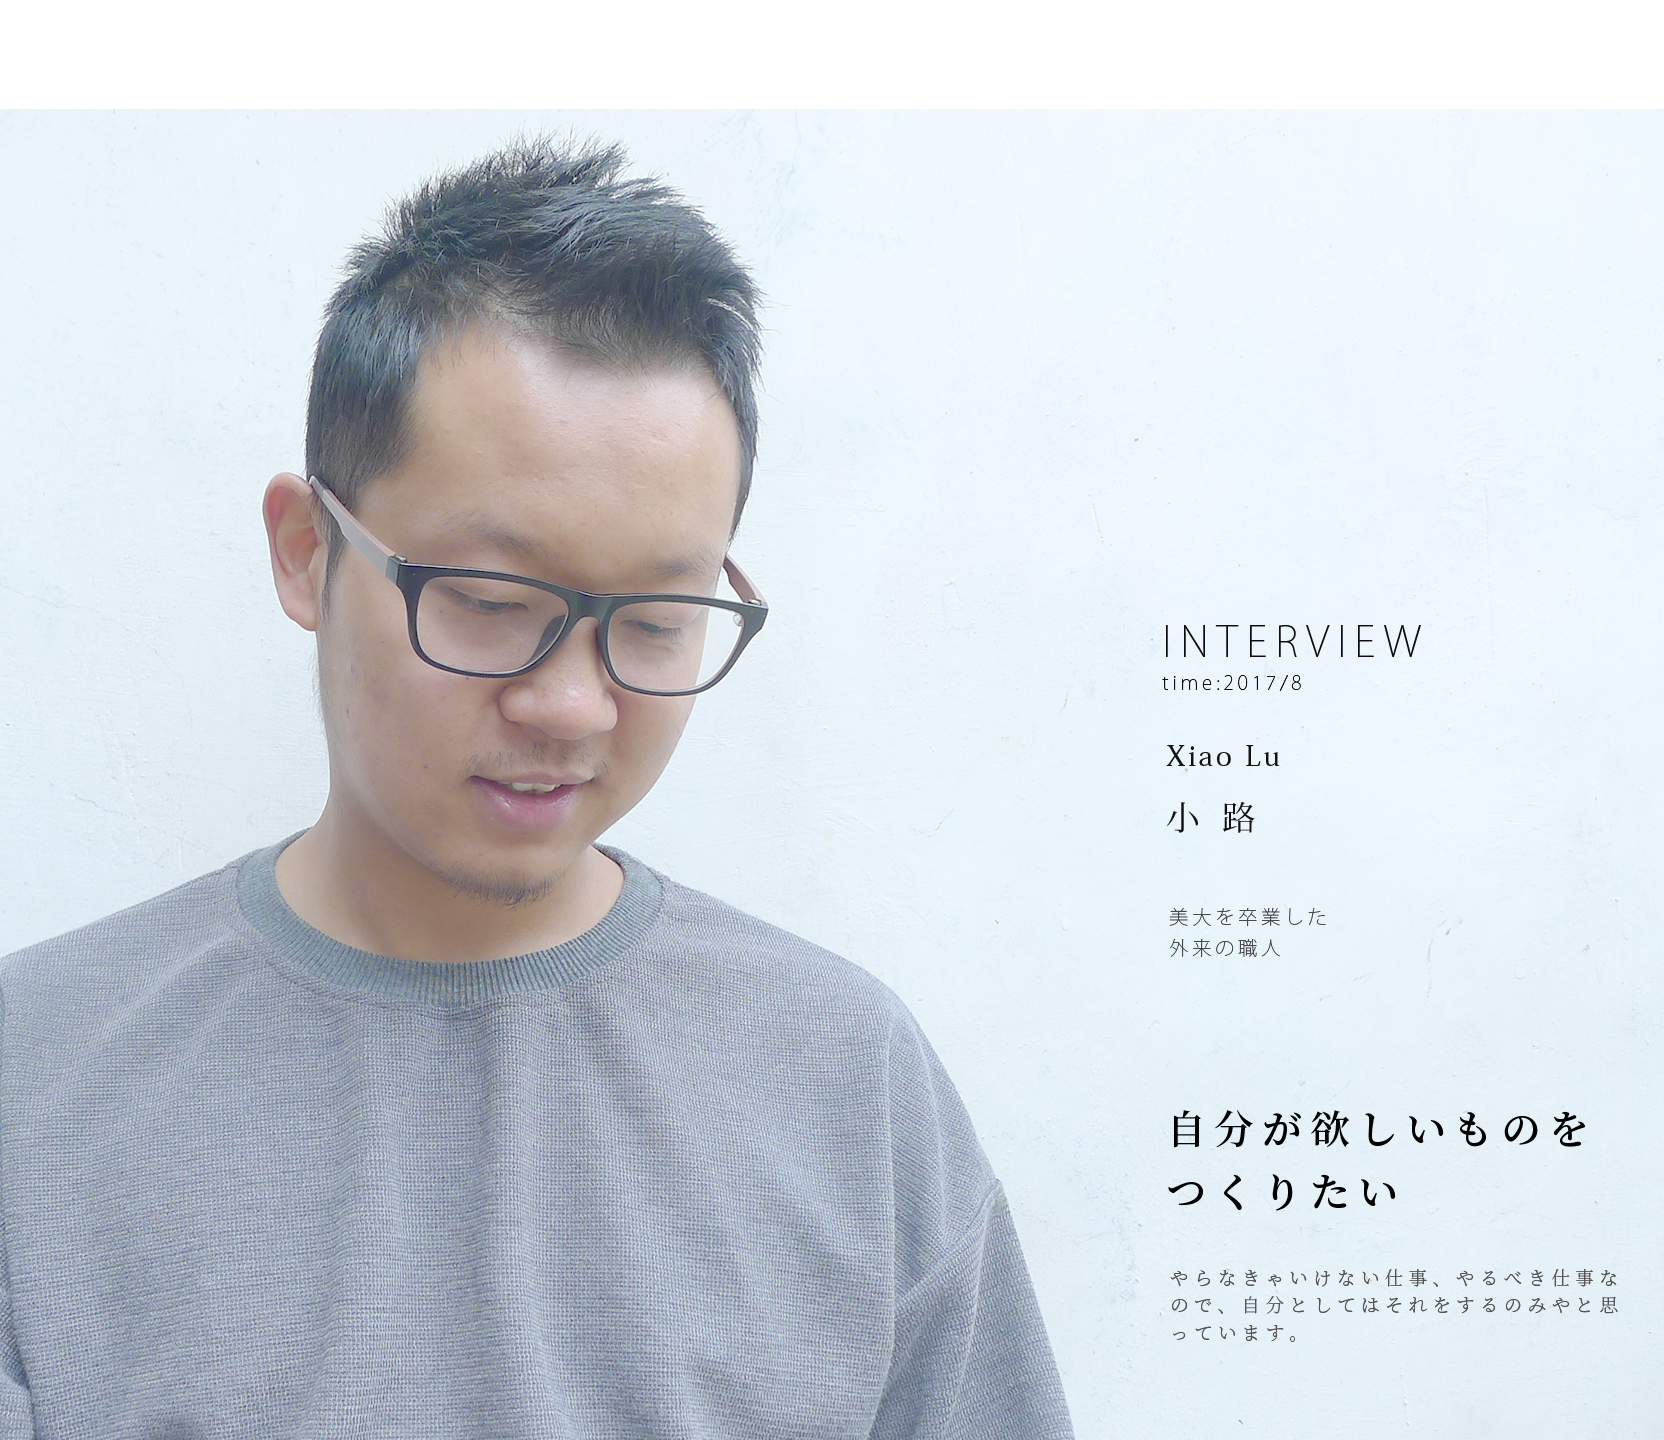 INTERVIEW
time:2017/8
Xiao Lu
小 路
美大を卒業した
外来の職人
自分が欲しいものを
つくりたい
やらなきゃいけない仕事、やるべき仕事な
ので、自分としてはそれをするのみやと思
っています。